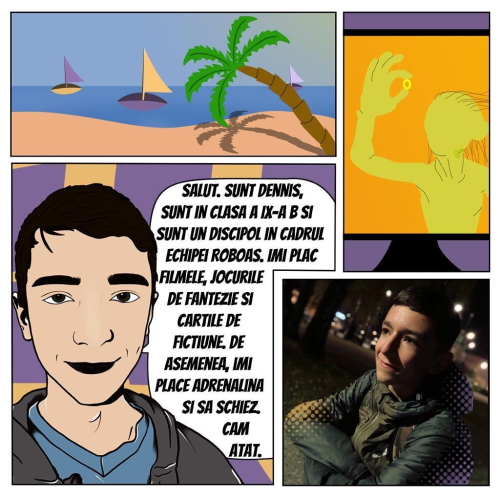 SALUT. SUNT DENNIS,
SUNT IN CLASA A IX-A B SI
SUNT UN DISCIPOL IN CADRUL
ECHIPEI ROBOAS. IMI PLAC
FILMELE, JOCURILE
DE FANTEZIE SI
CARTILE DE
FICTIUNE. DE
ASEMENEA, IMI
PLACE ADRENALINA
SI SA SCHIEZ.
CAM
ATAT.